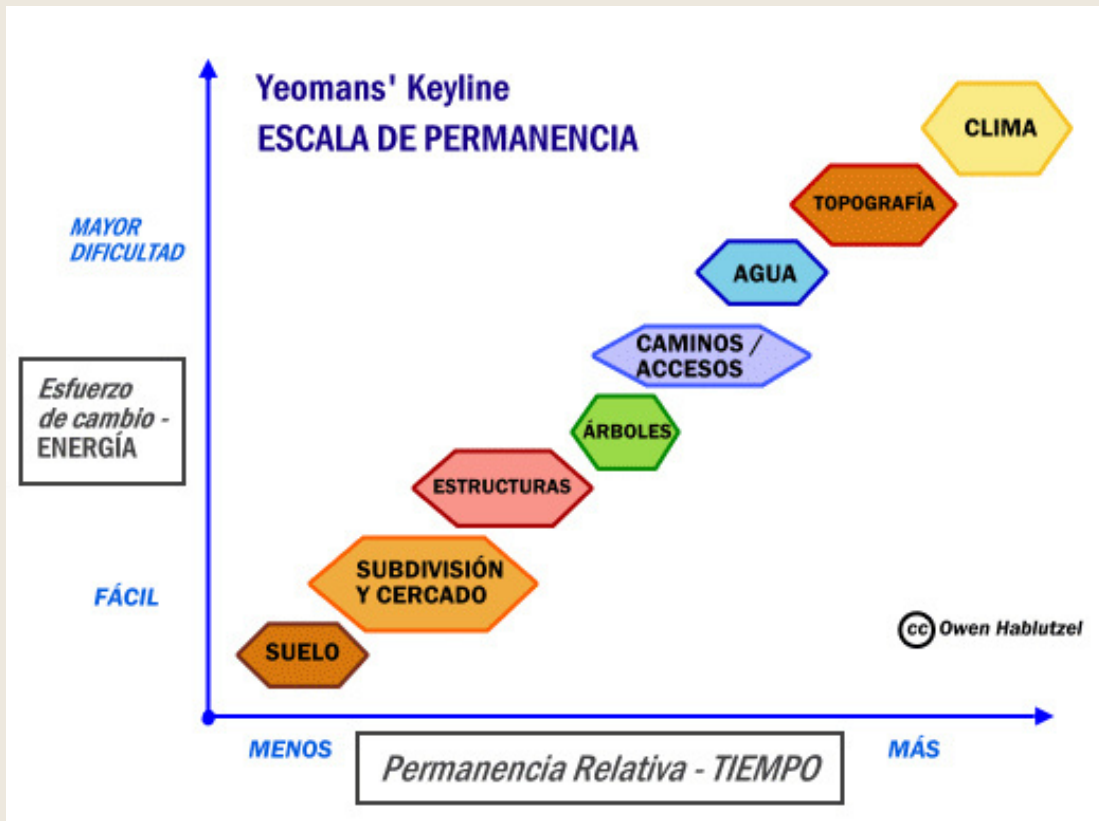 Yeomans' Keyline
ESCALA DE PERMANENCIA
CLIMA
TOPOGRAFÍA
MAYOR
DIFICULTAD
AGUA
CAMINOS /
ACCESOS
Esfuerzo
de cambio -
ENERGÍA
ÁRBOLES
ESTRUCTURAS
SUBDIVISIÓN
Y CERCADO
FÁCIL
SUELO
cc Owen Hablutzel
MENOS
MÁS
Permanencia Relativa - TIEMPO